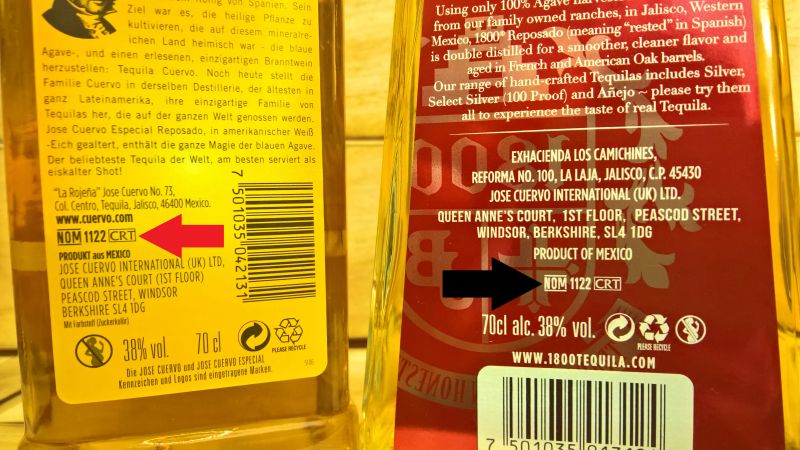 König von Spanien. Sein
Ziel war es, die heilige Pflanze zu
kultivieren, die auf diesem mineralre-
ichen Land heimisch war - die blaue
Agave-, und einen erlesenen, einzigartigen Branntwein
herzustellen: Tequila Cuervo. Noch heute stellt die
Familie Cuervo in derselben Destillerie, der ältesten in
ganz Lateinamerika, ihre einzigartige Familie von
Tequilas her, die auf der ganzen Welt genossen werden.
Jose Cuervo Especial Reposado, in amerikanischer Weiß
-Eich gealtert, enthält die ganze Magie der blauen Agave.
Der beliebteste Tequila der Welt, am besten serviert als
eiskalter Shot!
"La Rojeña" Jose Cuervo No. 73,
Col. Centro, Tequila, Jalisco, 46400 Mexico.
www.cuervo.com
NOM 1122 CRT
PRODUKT aus MEXICO
JOSE CUERVO INTERNATIONAL (UK) LTD,
QUEEN ANNE'S COURT (1ST FLOOR)
PEASCOD STREET, WINDSOR
BERKSHIRE SL4 1DG
Mit Farbstoff (Zuckerkulör)
7 501035 042131
38% vol. 70 cl
PLEASE RECYCLE
Die JOSE CUERVO und JOSE CUERVO ESPECIAL
Kennzeichen und Logos sind eingetragene Marken.
Using only 100% Agave harvested
from our family owned ranches, in Jalisco, Western
Mexico, 1800® Reposado (meaning "rested" in Spanish)
is double distilled for a smoother, cleaner flavor and
aged in French and American Oak barrels.
Our range of hand-crafted Tequilas includes Silver,
Select Silver (100 Proof) and Añejo ~ please try them
all to experience the taste of real Tequila.
EXHACIENDA LOS CAMICHINES,
REFORMA NO. 100, LA LAJA, JALISCO, C.P. 45430
JOSE CUERVO INTERNATIONAL (UK) LTD.
QUEEN ANNE'S COURT, 1ST FLOOR, PEASCOD STREET,
WINDSOR, BERKSHIRE, SL4 1DG
PRODUCT OF MEXICO
NOM 1122 CRT
70cl alc. 38% vol.
PLEASE RECYCLE
WWW.1800TEQUILA.COM
7 501035